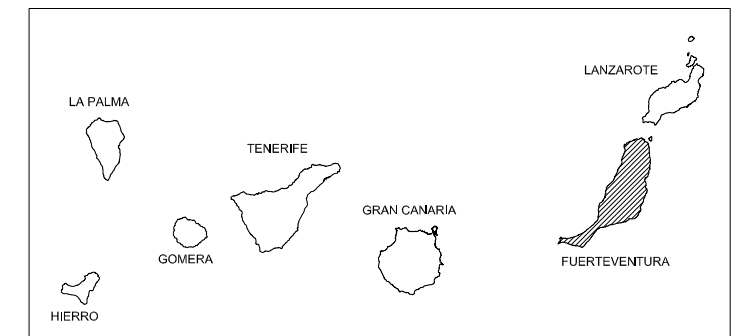 LANZAROTE
LA PALMA
TENERIFE
GRAN CANARIA
GOMERA
FUERTEVENTURA
HIERRO